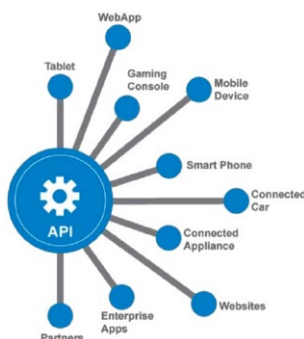 WebApp
Tablet
Gaming
Console
Mobile
Device
Smart Phone
Connected
Car
API
Connected
Appliance
Websites
Enterprise
Apps
Partners